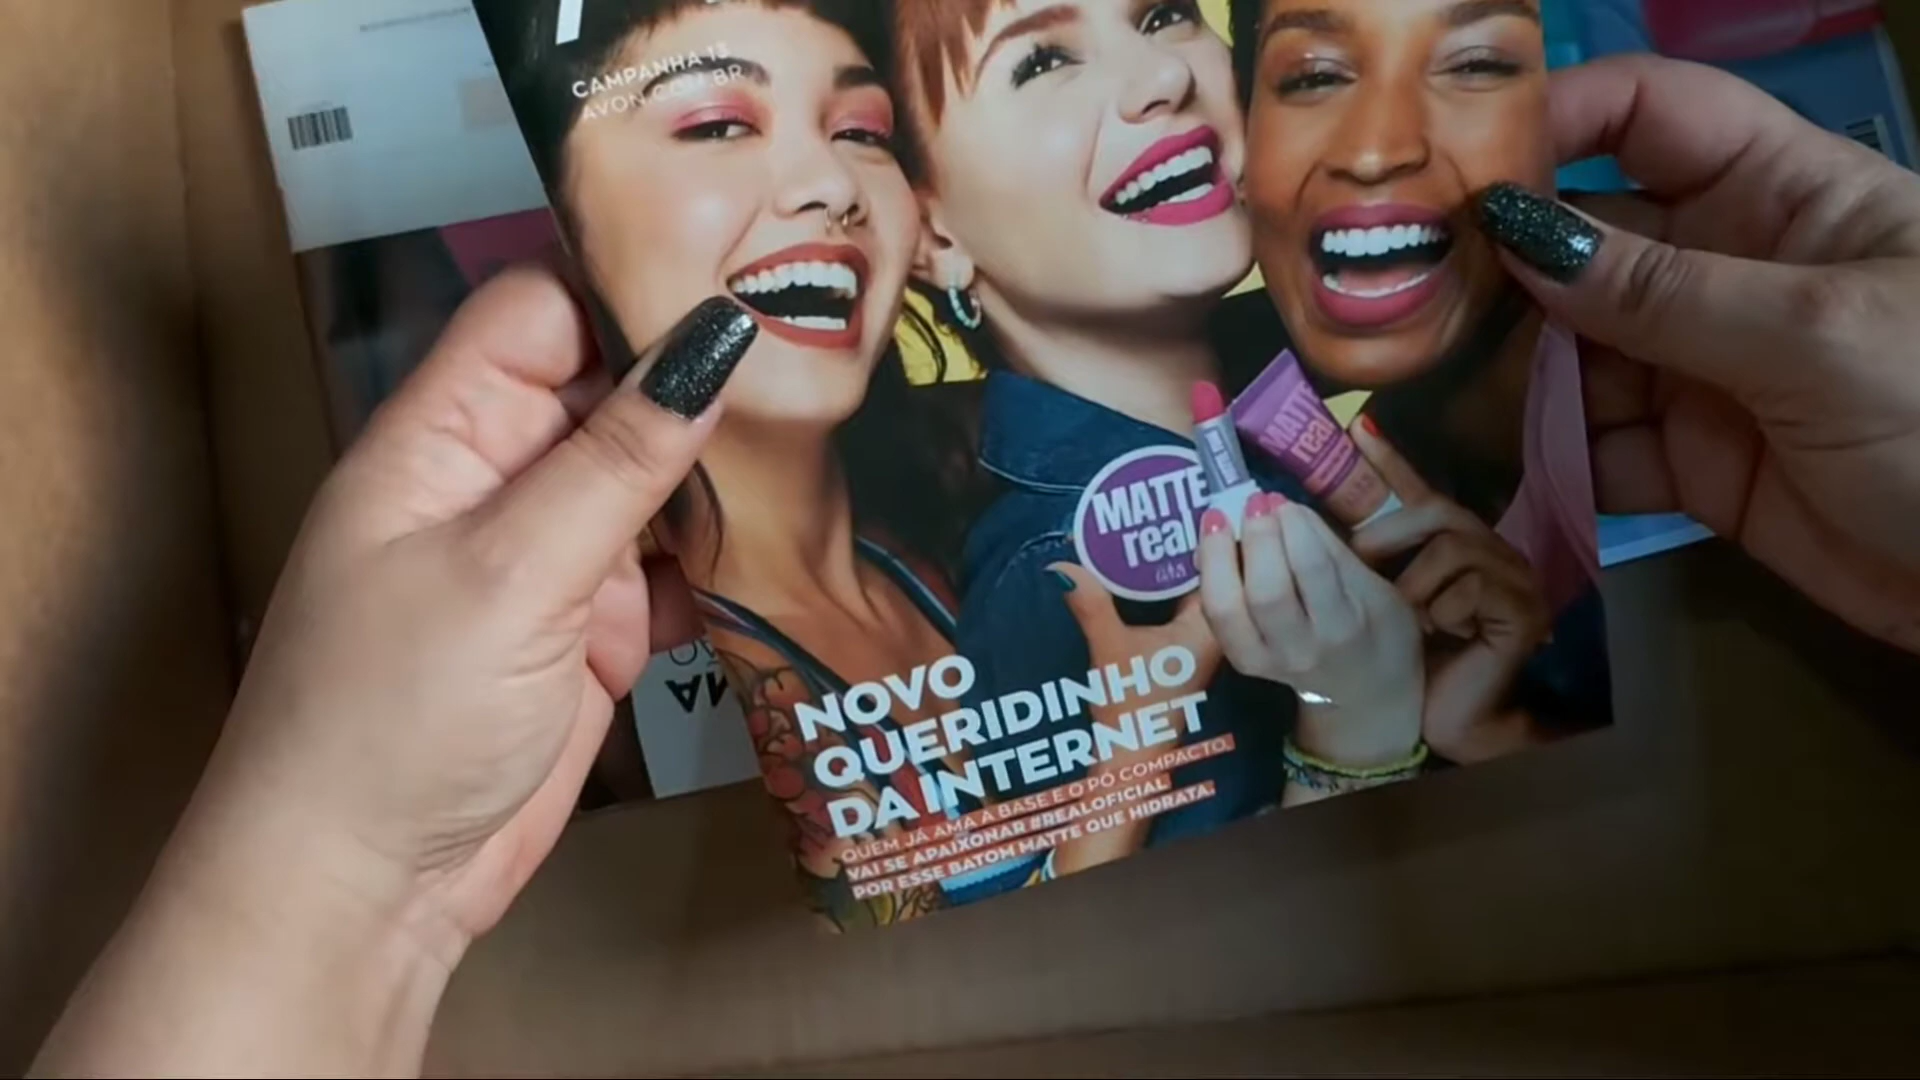 CAMPANHA 15
AVON.COM.BR
MATTE
real
MATTE
real
NOVO
QUERIDINHO
DA INTERNET
QUEM JÁ AMA A BASE E O PÓ COMPACTO,
VAI SE APAIXONAR #REALOFICIAL
POR ESSE BATOM MATTE QUE HIDRATA.